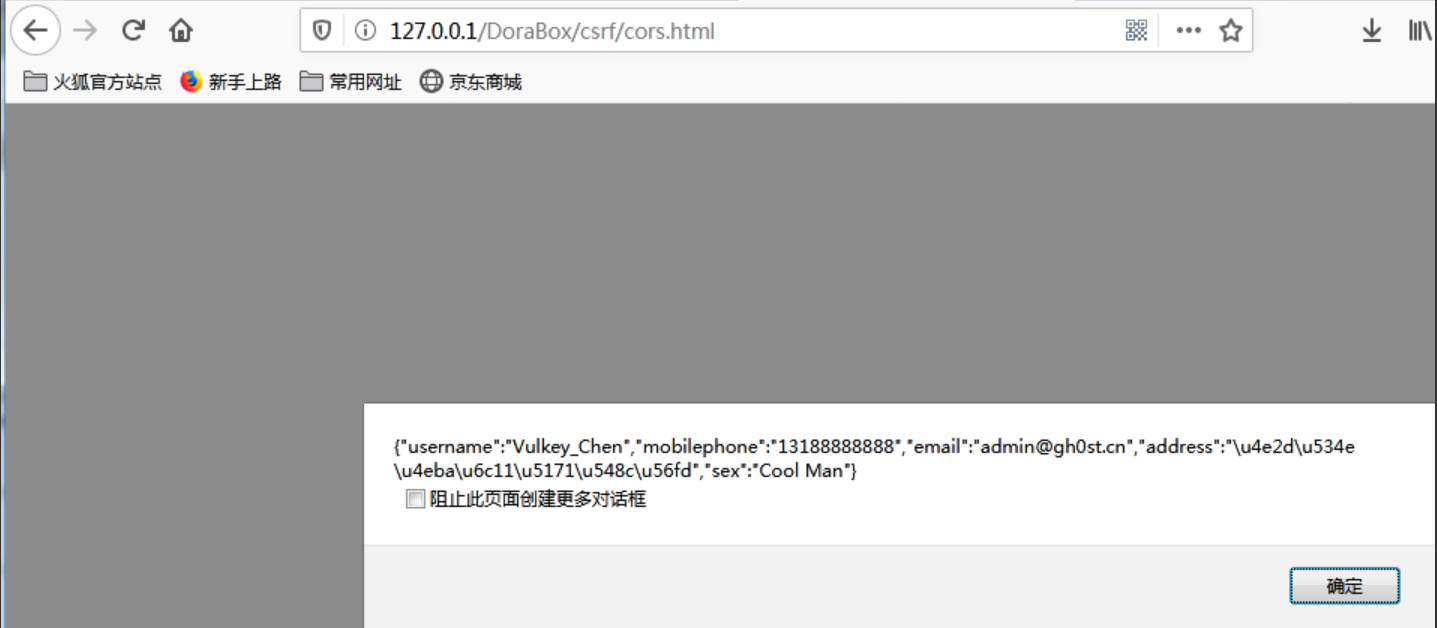 127.0.0.1/DoraBox/csrf/cors.html
火狐官方站点 新手上路 常用网址 京东商城
{"username":"Vulkey_Chen","mobilephone":"13188888888","email":"admin@gh0st.cn","address":"\u4e2d\u534e
\u4eba\u6c11\u5171\u548c\u56fd","sex":"Cool Man"}
阻止此页面创建更多对话框
确定